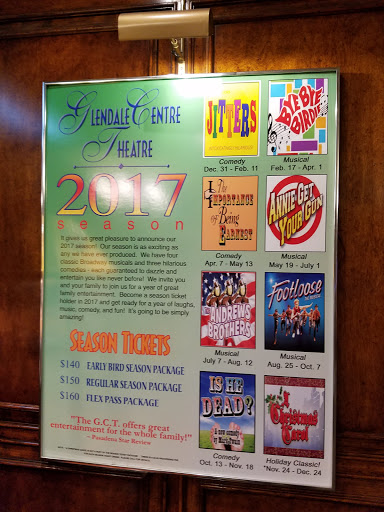 Glendale Centre
Theatre
2017
season
It gives us great pleasure to announce our
2017 season!! Our season is as exciting as
any we have ever produced. We have four
classic Broadway musicals and three hilarious
comedies - each guaranteed to dazzle and
entertain you like never before! We invite you
and your family to join us for a year of great
family entertainment. Become a season ticket
holder in 2017 and get ready for a year of laughs,
music, comedy, and fun! It's going to be simply
amazing!
SEASON TICKETS
$140 EARLY BIRD SEASON PACKAGE
$150 REGULAR SEASON PACKAGE
$160 FLEX PASS PACKAGE
"The G.C.T. offers great
entertainment for the whole family!"
- Pasadena Star Review
JITTERS
Comedy
Dec. 31 - Feb. 11
BYE BYE
BIRDIE
Musical
Feb. 17 - Apr. 1
The
Importance
of Being
Earnest
Comedy
Apr. 7 - May 13
ANNIE GET
YOUR GUN
Musical
May 19 - July 1
THE
ANDREWS
BROTHERS
Musical
July 7 - Aug. 12
Footloose
Musical
Aug. 25 - Oct. 7
IS HE
DEAD?
a new comedy
by Mark Twain
Comedy
Oct. 13 - Nov. 18
A
Christmas
Carol
Holiday Classic!
*Nov. 24 - Dec. 24